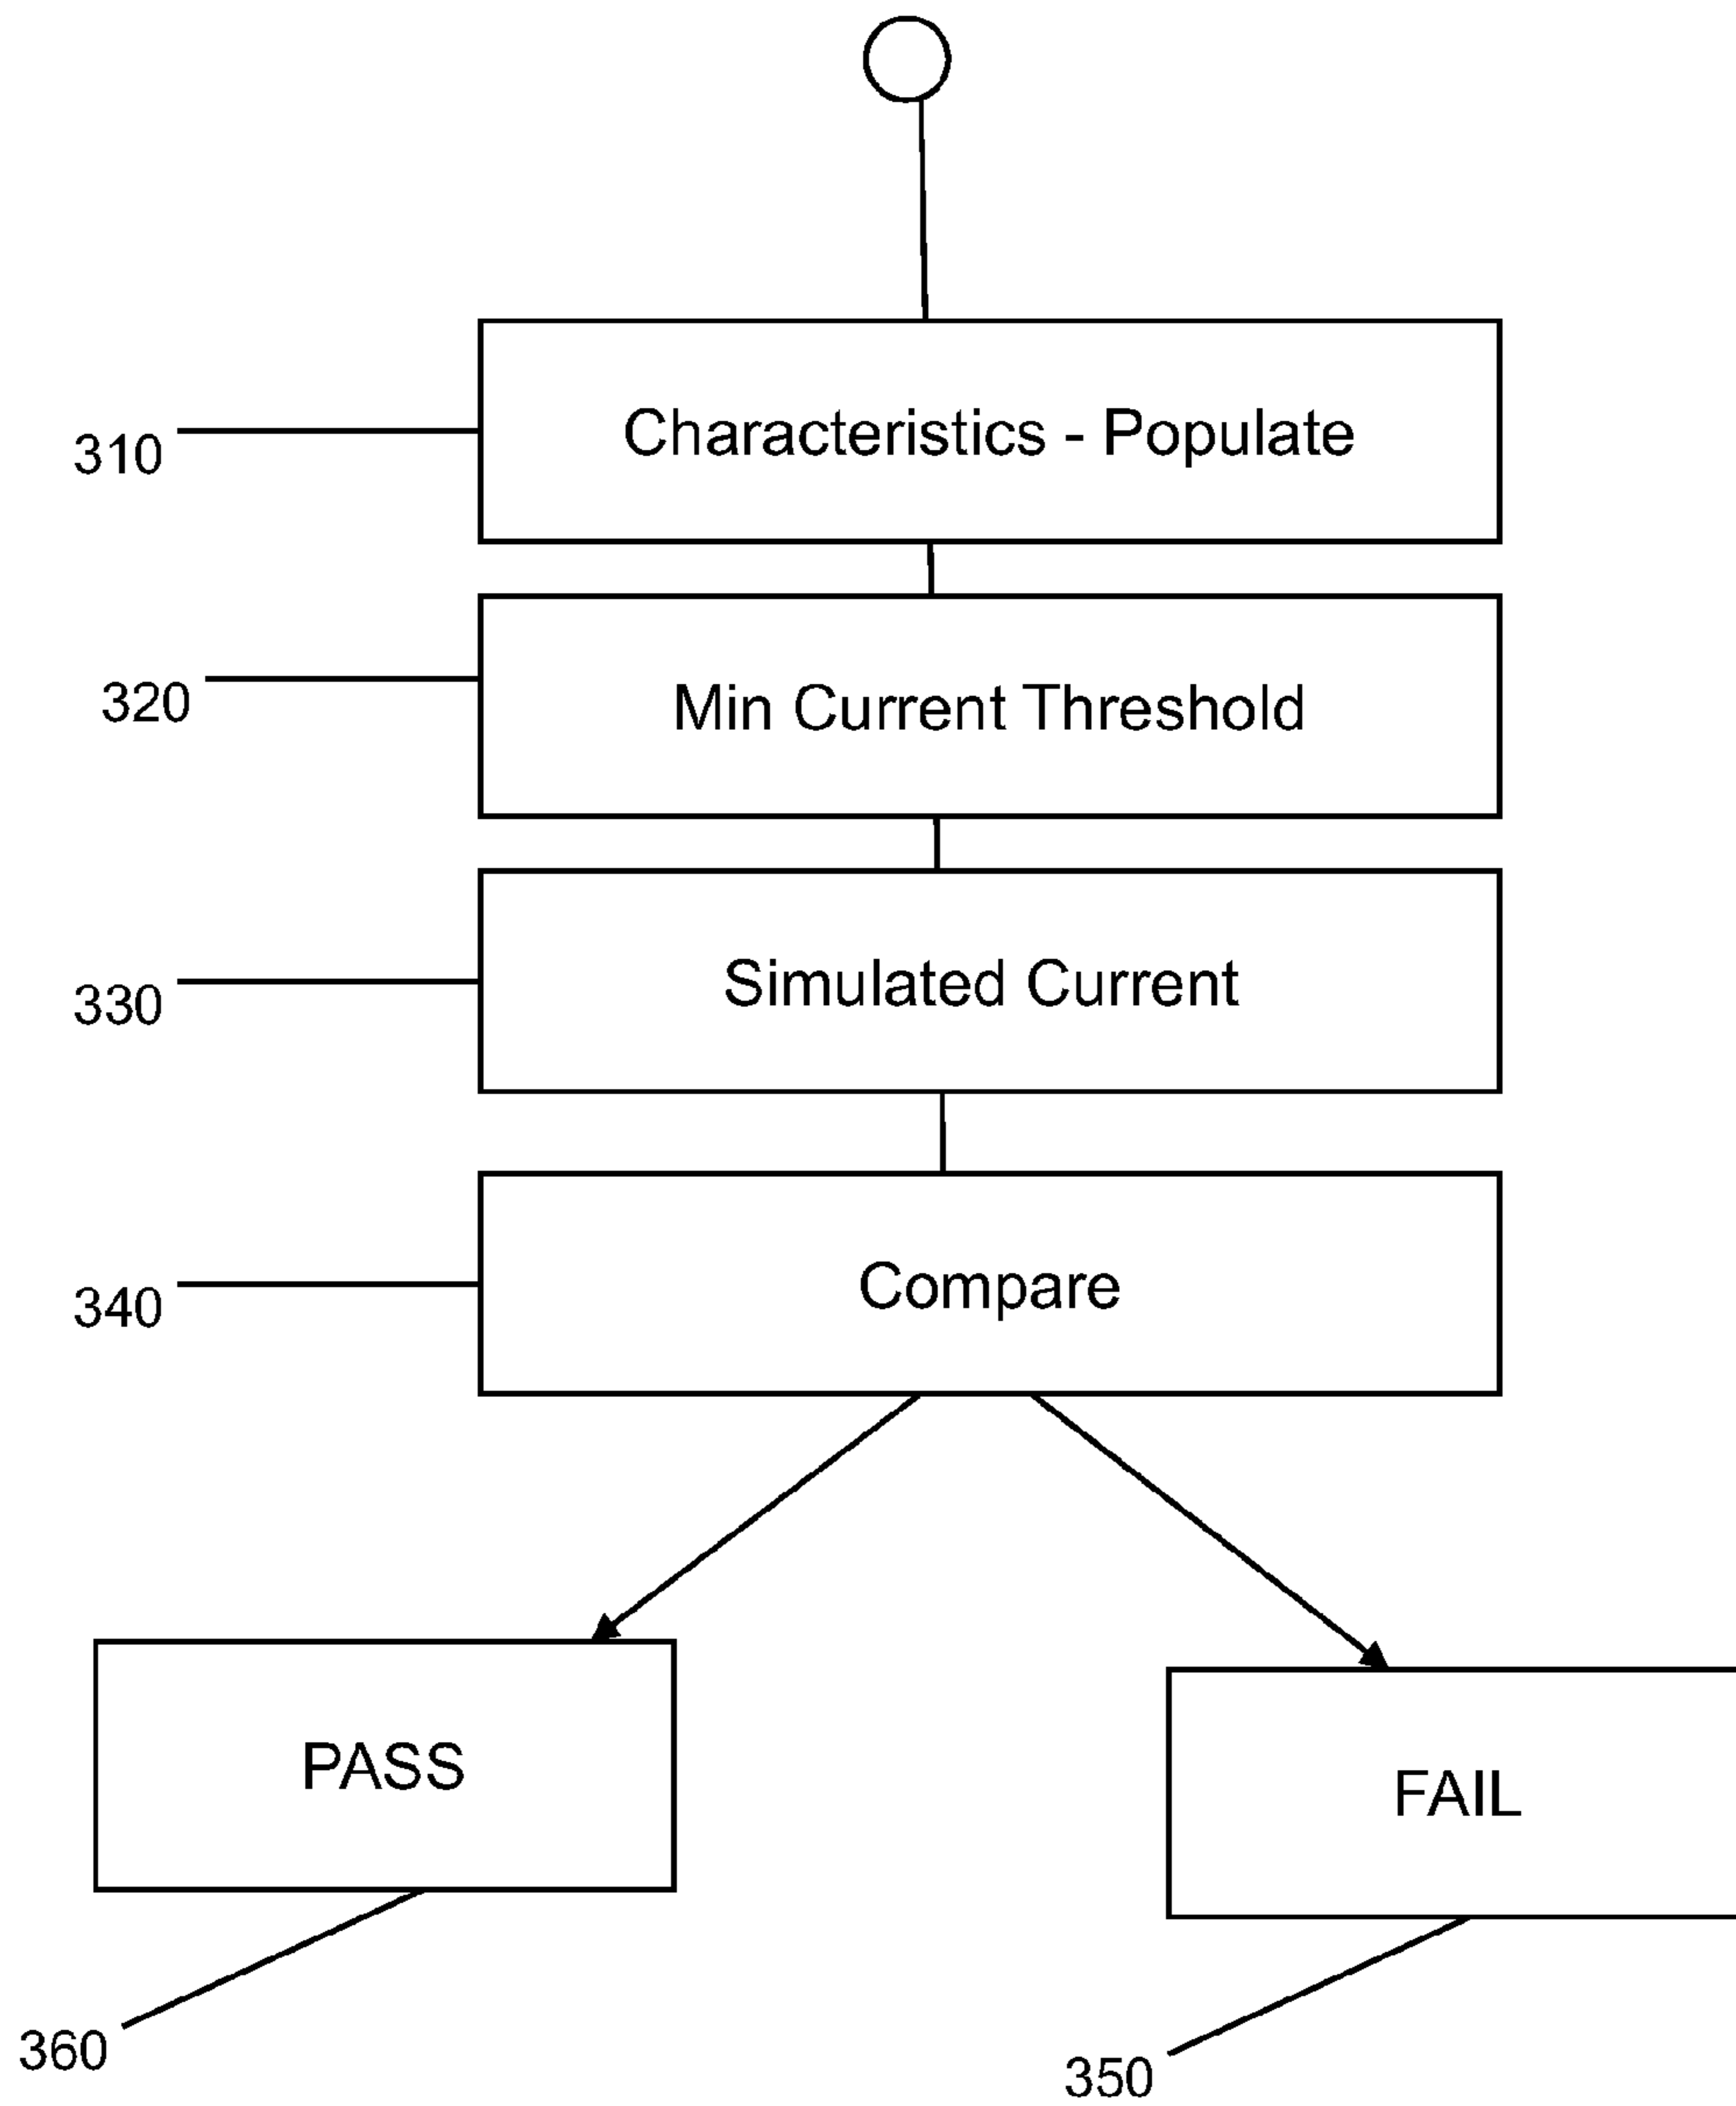 310
Characteristics - Populate
320
Min Current Threshold
330
Simulated Current
340
Compare
PASS
FAIL
360
350